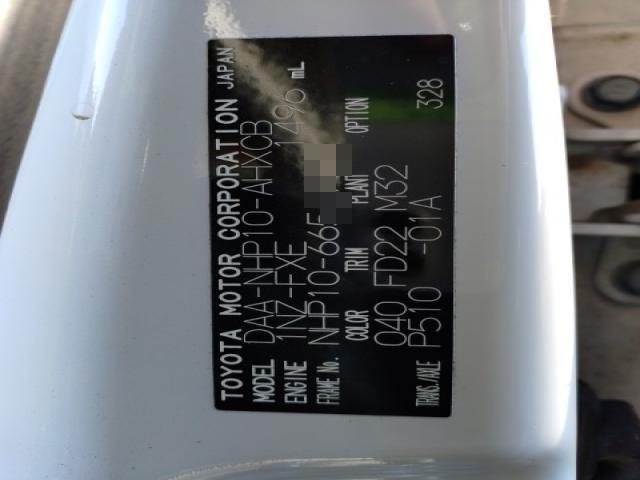 TOYOTA MOTOR CORPORATION JAPAN
MODEL DAA-NHP10-AHXCB
ENGINE 1NZ-FXE 1496 mL
FRAME No. NHP10-665
COLOR TRIM PLANT OPTION
040 FD22 M32
TRANS./AXLE P510 -01A 328